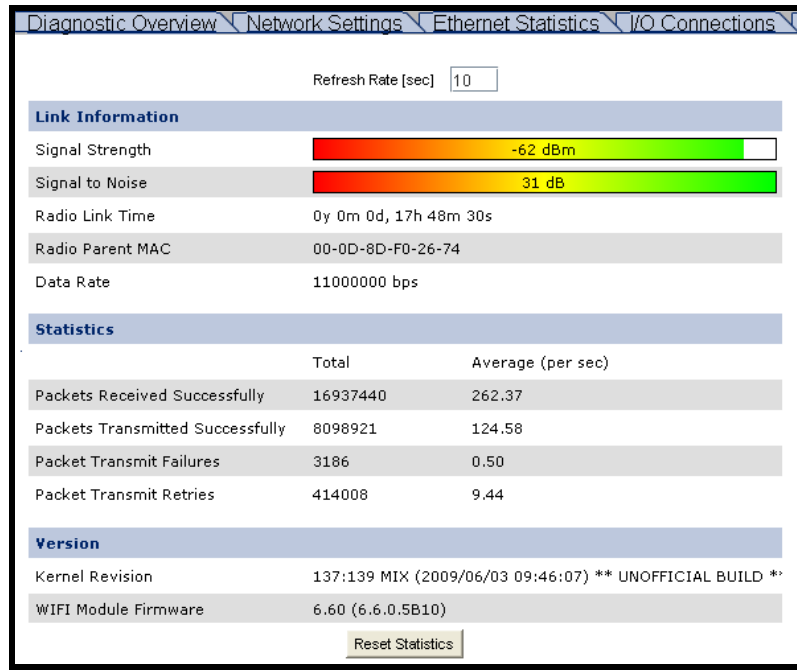 Diagnostic Overview Network Settings Ethernet Statistics I/O Connections
Refresh Rate [sec] 10
Link Information
Signal Strength -62 dBm
Signal to Noise 31 dB
Radio Link Time 0y 0m 0d, 17h 48m 30s
Radio Parent MAC 00-0D-8D-F0-26-74
Data Rate 11000000 bps
Statistics
Total Average (per sec)
Packets Received Successfully 16937440 262.37
Packets Transmitted Successfully 8098921 124.58
Packet Transmit Failures 3186 0.50
Packet Transmit Retries 414008 9.44
Version
Kernel Revision 137:139 MIX (2009/06/03 09:46:07) ** UNOFFICIAL BUILD **
WIFI Module Firmware 6.60 (6.6.0.5B10)
Reset Statistics